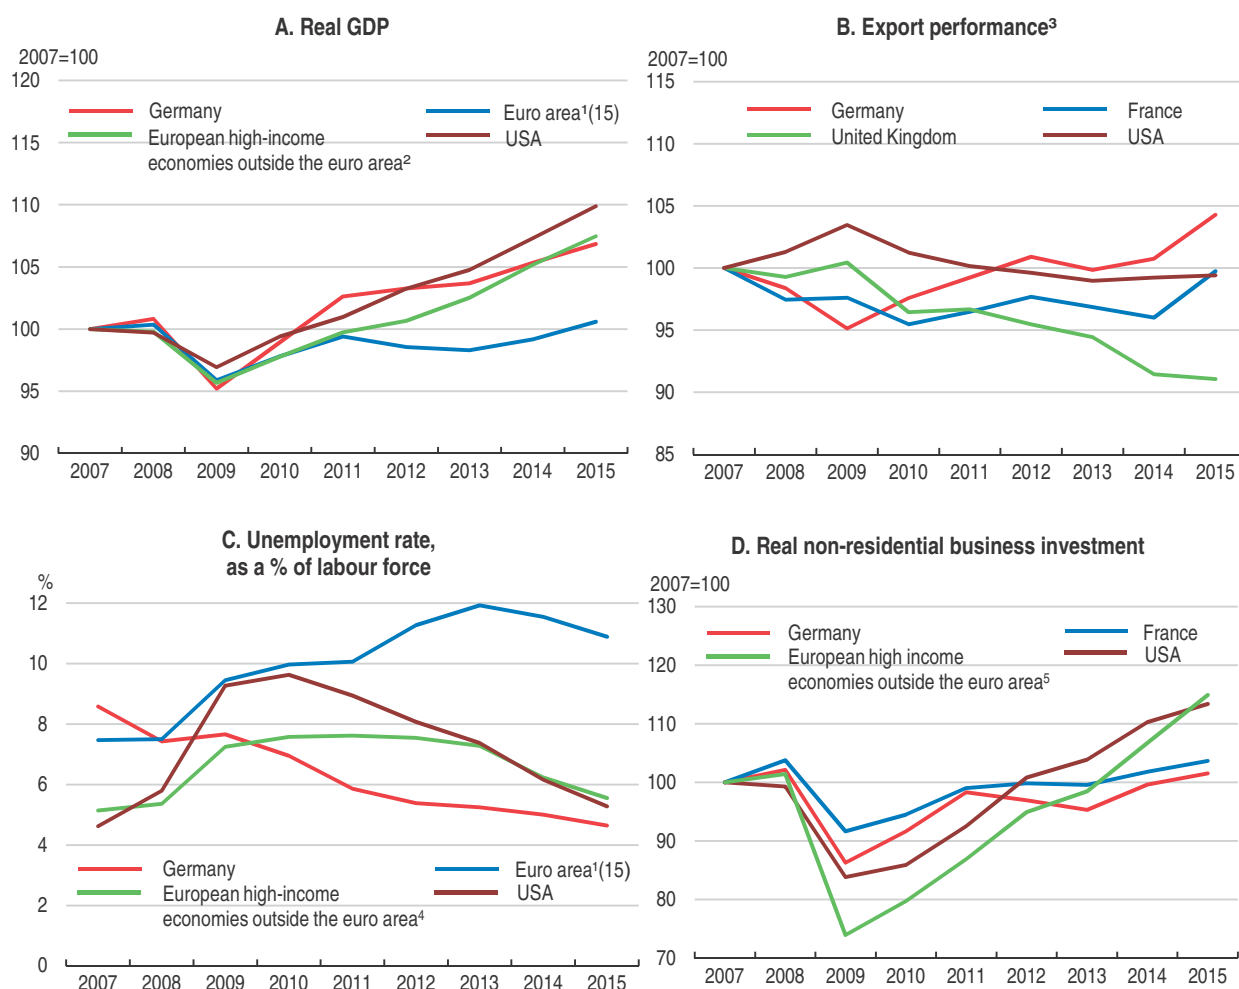 A. Real GDP
2007=100
120
115
110
105
100
95
90
Germany
Euro area¹(15)
European high-income
economies outside the euro area²
USA
2007 2008 2009 2010 2011 2012 2013 2014 2015
B. Export performance³
2007=100
115
110
105
100
95
90
85
Germany
France
United Kingdom
USA
2007 2008 2009 2010 2011 2012 2013 2014 2015
C. Unemployment rate,
as a % of labour force
%
12
10
8
6
4
2
0
Germany
Euro area¹(15)
European high-income
economies outside the euro area⁴
USA
2007 2008 2009 2010 2011 2012 2013 2014 2015
D. Real non-residential business investment
2007=100
130
120
110
100
90
80
70
Germany
France
European high income
economies outside the euro area⁵
USA
2007 2008 2009 2010 2011 2012 2013 2014 2015